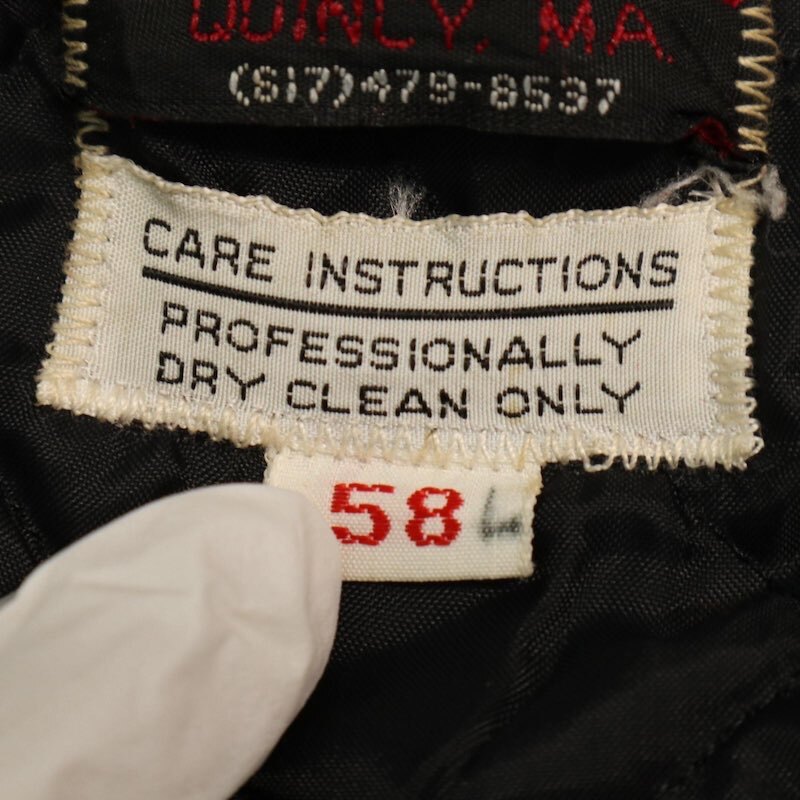 QUINCY, MA.
(617)479-8537
CARE INSTRUCTIONS
PROFESSIONALLY
DRY CLEAN ONLY
58 L